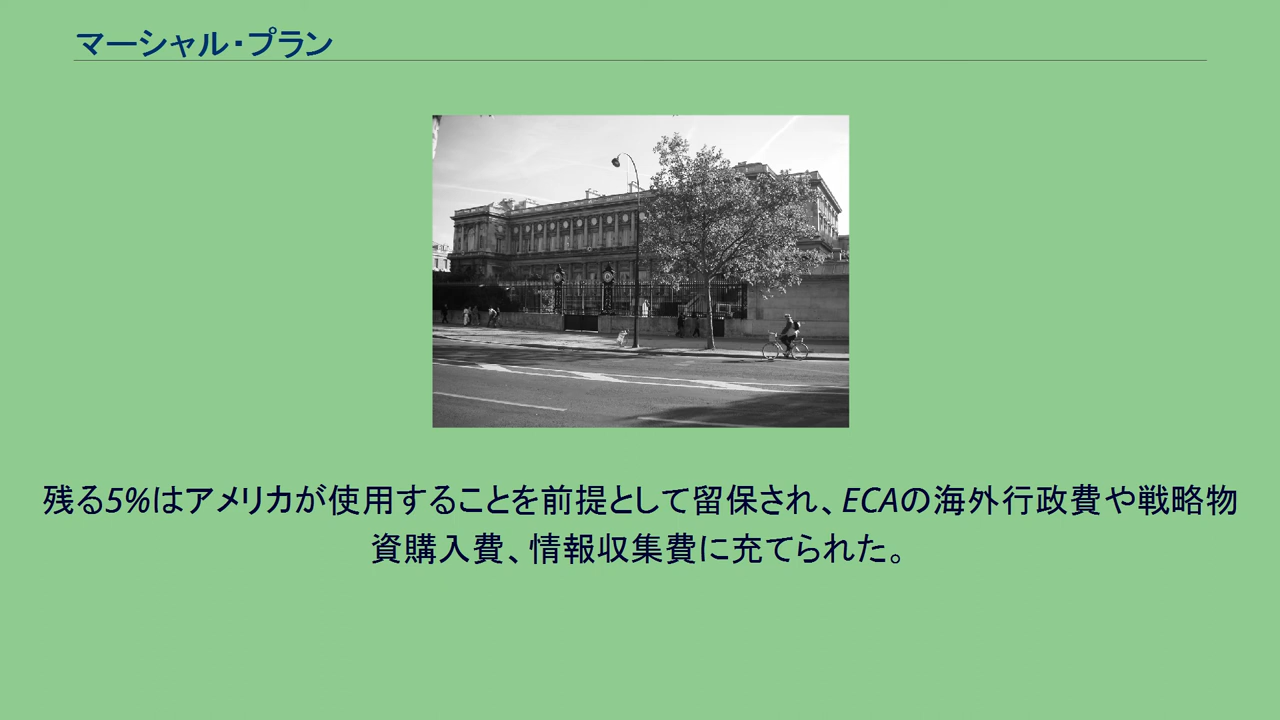 マーシャル・プラン
残る5%はアメリカが使用することを前提として留保され、ECAの海外行政費や戦略物
資購入費、情報収集費に充てられた。